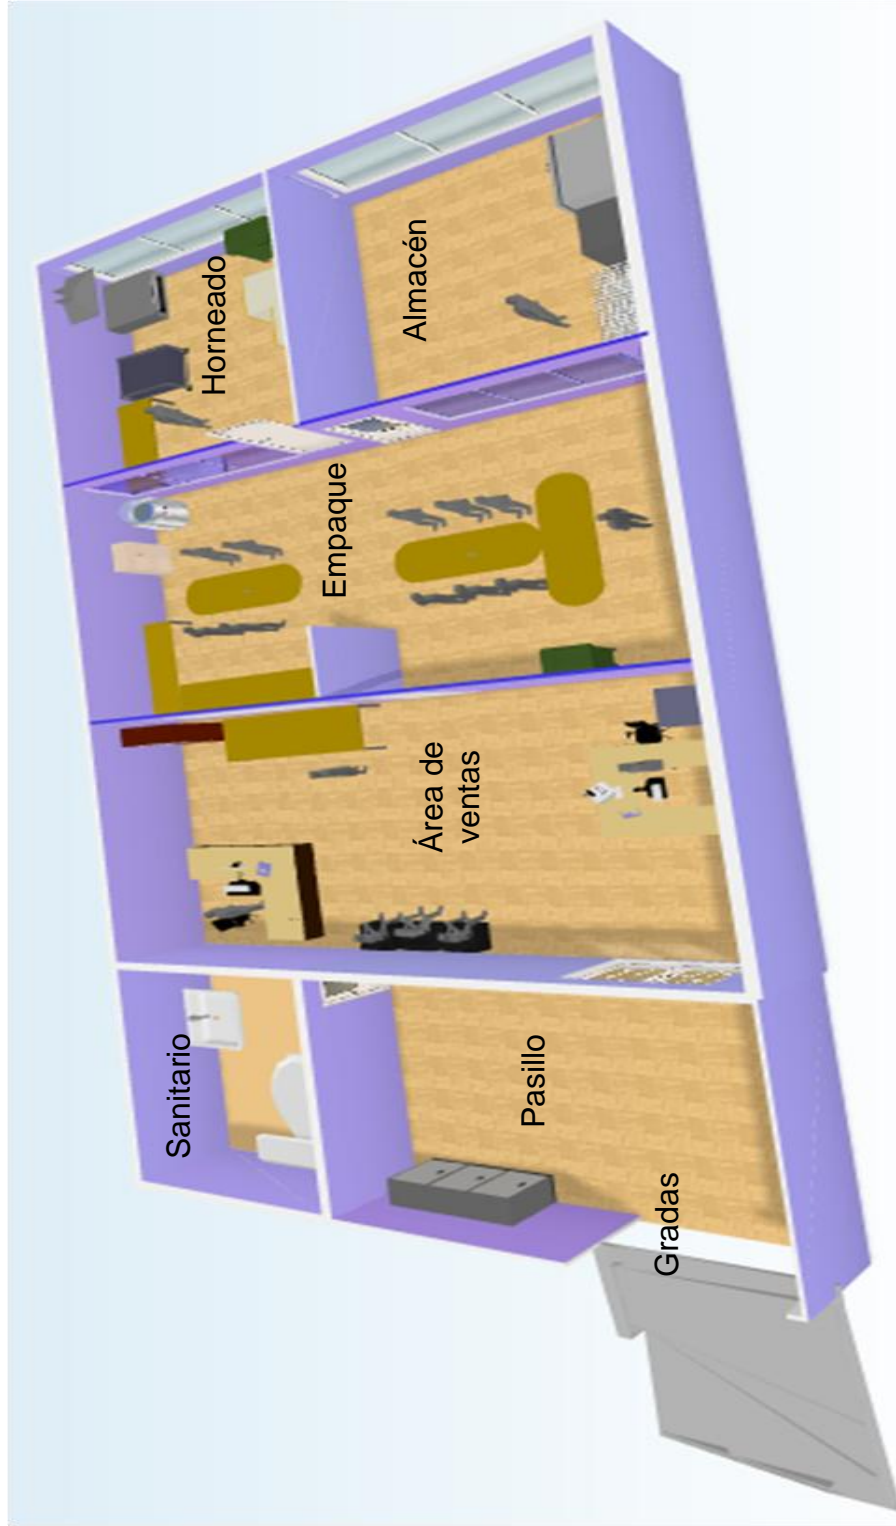 Horneado
Almacén
Empaque
Área de
ventas
Sanitario
Pasillo
Gradas